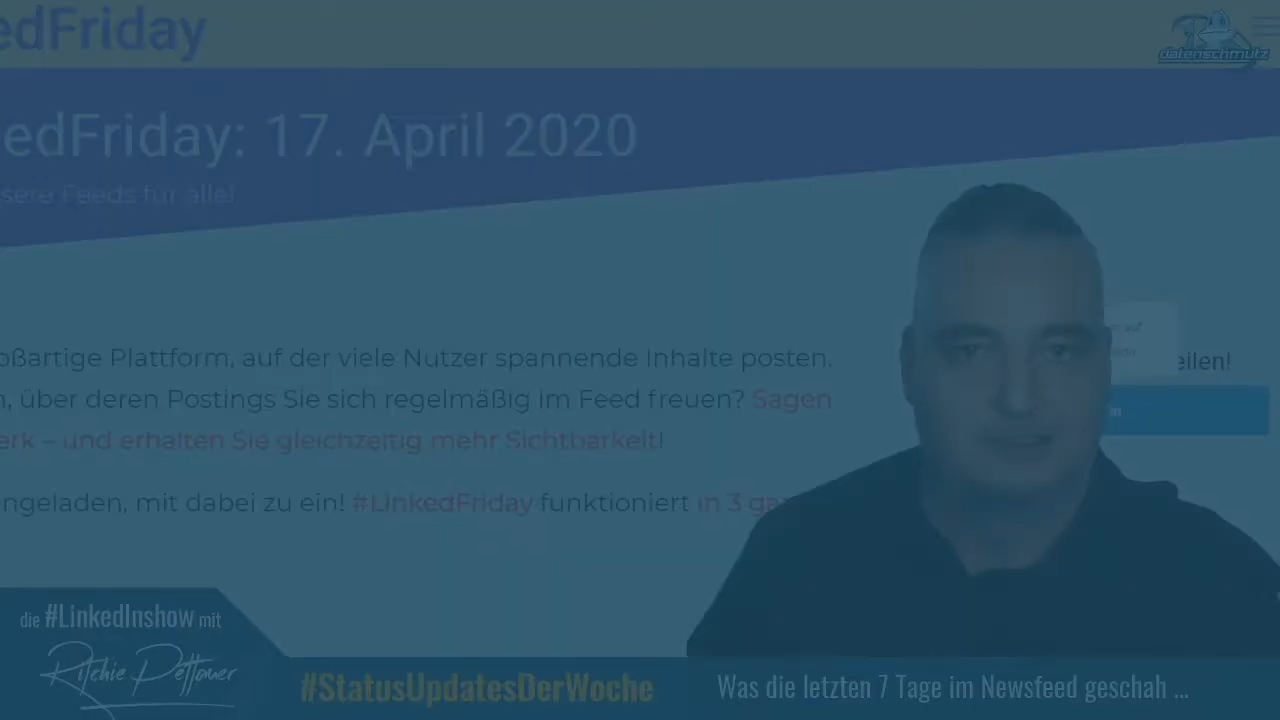 edFriday
datenschmutz
edFriday: 17. April 2020
sere Feeds für alle!
oßartige Plattform, auf der viele Nutzer spannende Inhalte posten.
n, über deren Postings Sie sich regelmäßig im Feed freuen? Sagen
erk – und erhalten Sie gleichzeitig mehr Sichtbarkeit!
eilen!
ngeladen, mit dabei zu ein! #LinkedFriday funktioniert in 3 ga
die #LinkedInshow mit
Ritchie Pettauer
#StatusUpdatesDerWoche
Was die letzten 7 Tage im Newsfeed geschah ...